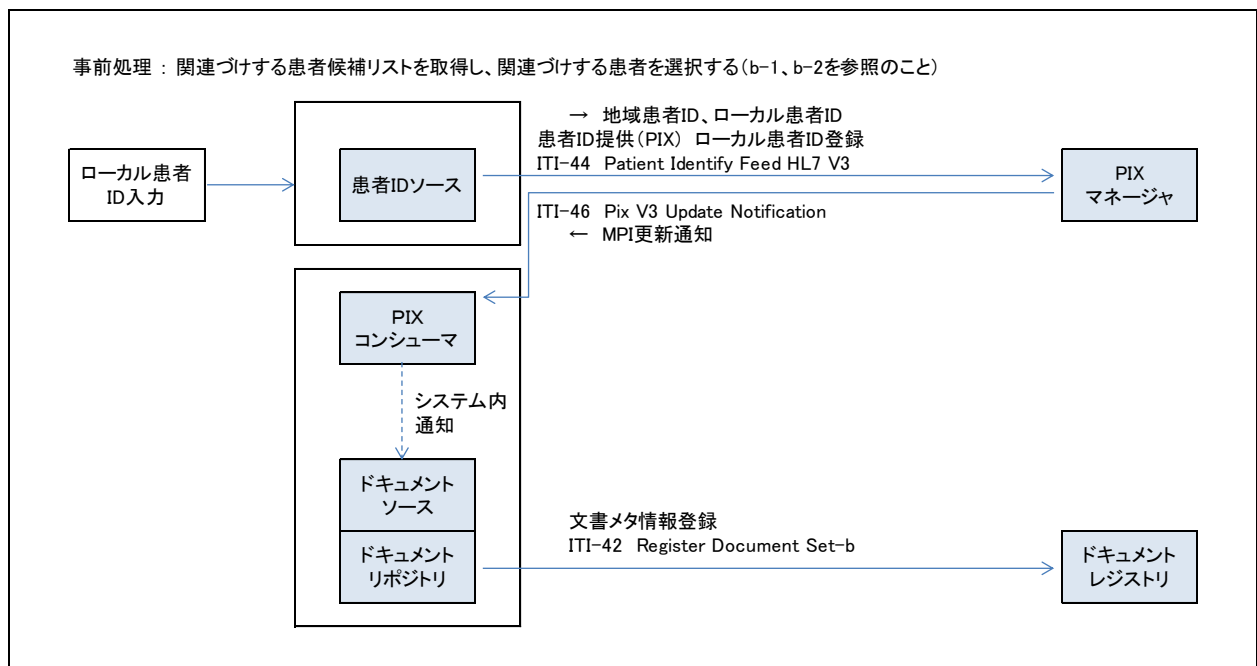 事前処理 : 関連づけする患者候補リストを取得し、関連づけする患者を選択する(b-1、b-2を参照のこと)
→ 地域患者ID、ローカル患者ID
患者ID提供(PIX) ローカル患者ID登録
ITI-44 Patient Identify Feed HL7 V3
ローカル患者
ID入力
患者IDソース
PIX
マネージャ
ITI-46 Pix V3 Update Notification
← MPI更新通知
PIX
コンシューマ
システム内
通知
ドキュメント
ソース
文書メタ情報登録
ITI-42 Register Document Set-b
ドキュメント
リポジトリ
ドキュメント
レジストリ